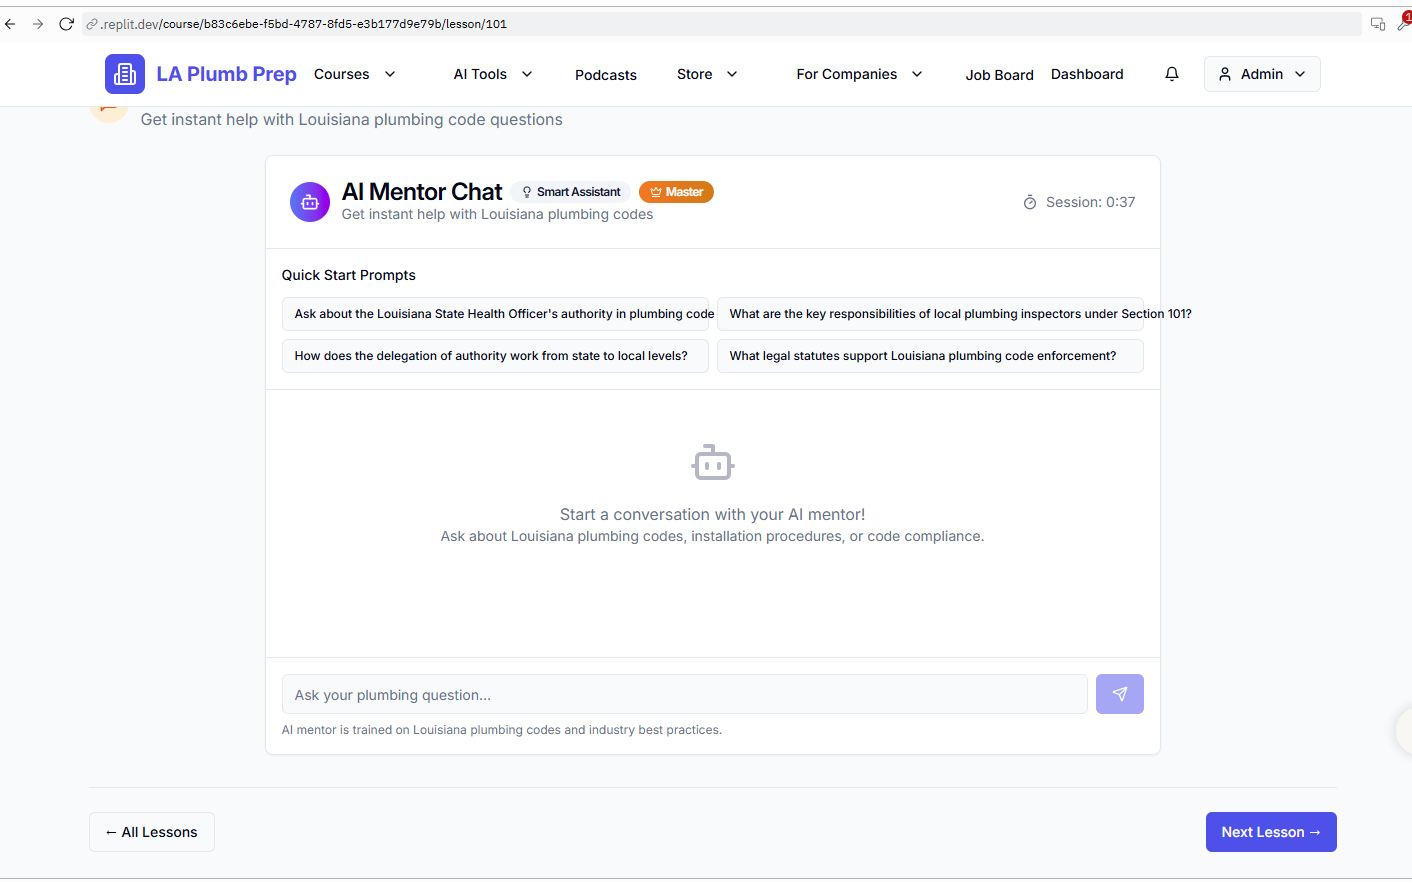 .replit.dev/course/b83c6ebe-f5bd-4787-8fd5-e3b177d9e79b/lesson/101
1
LA Plumb Prep
Courses
AI Tools
Podcasts
Store
For Companies
Job Board
Dashboard
Admin
Get instant help with Louisiana plumbing code questions
AI Mentor Chat
Smart Assistant
Master
Get instant help with Louisiana plumbing codes
Session: 0:37
Quick Start Prompts
Ask about the Louisiana State Health Officer's authority in plumbing code
What are the key responsibilities of local plumbing inspectors under Section 101?
How does the delegation of authority work from state to local levels?
What legal statutes support Louisiana plumbing code enforcement?
Start a conversation with your AI mentor!
Ask about Louisiana plumbing codes, installation procedures, or code compliance.
Ask your plumbing question...
AI mentor is trained on Louisiana plumbing codes and industry best practices.
← All Lessons
Next Lesson →